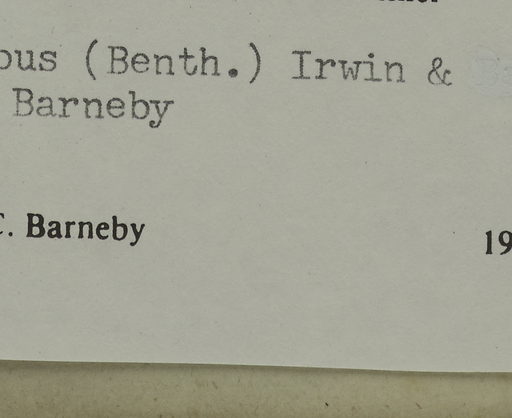 ous (Benth.) Irwin &
Barneby
C. Barneby
19